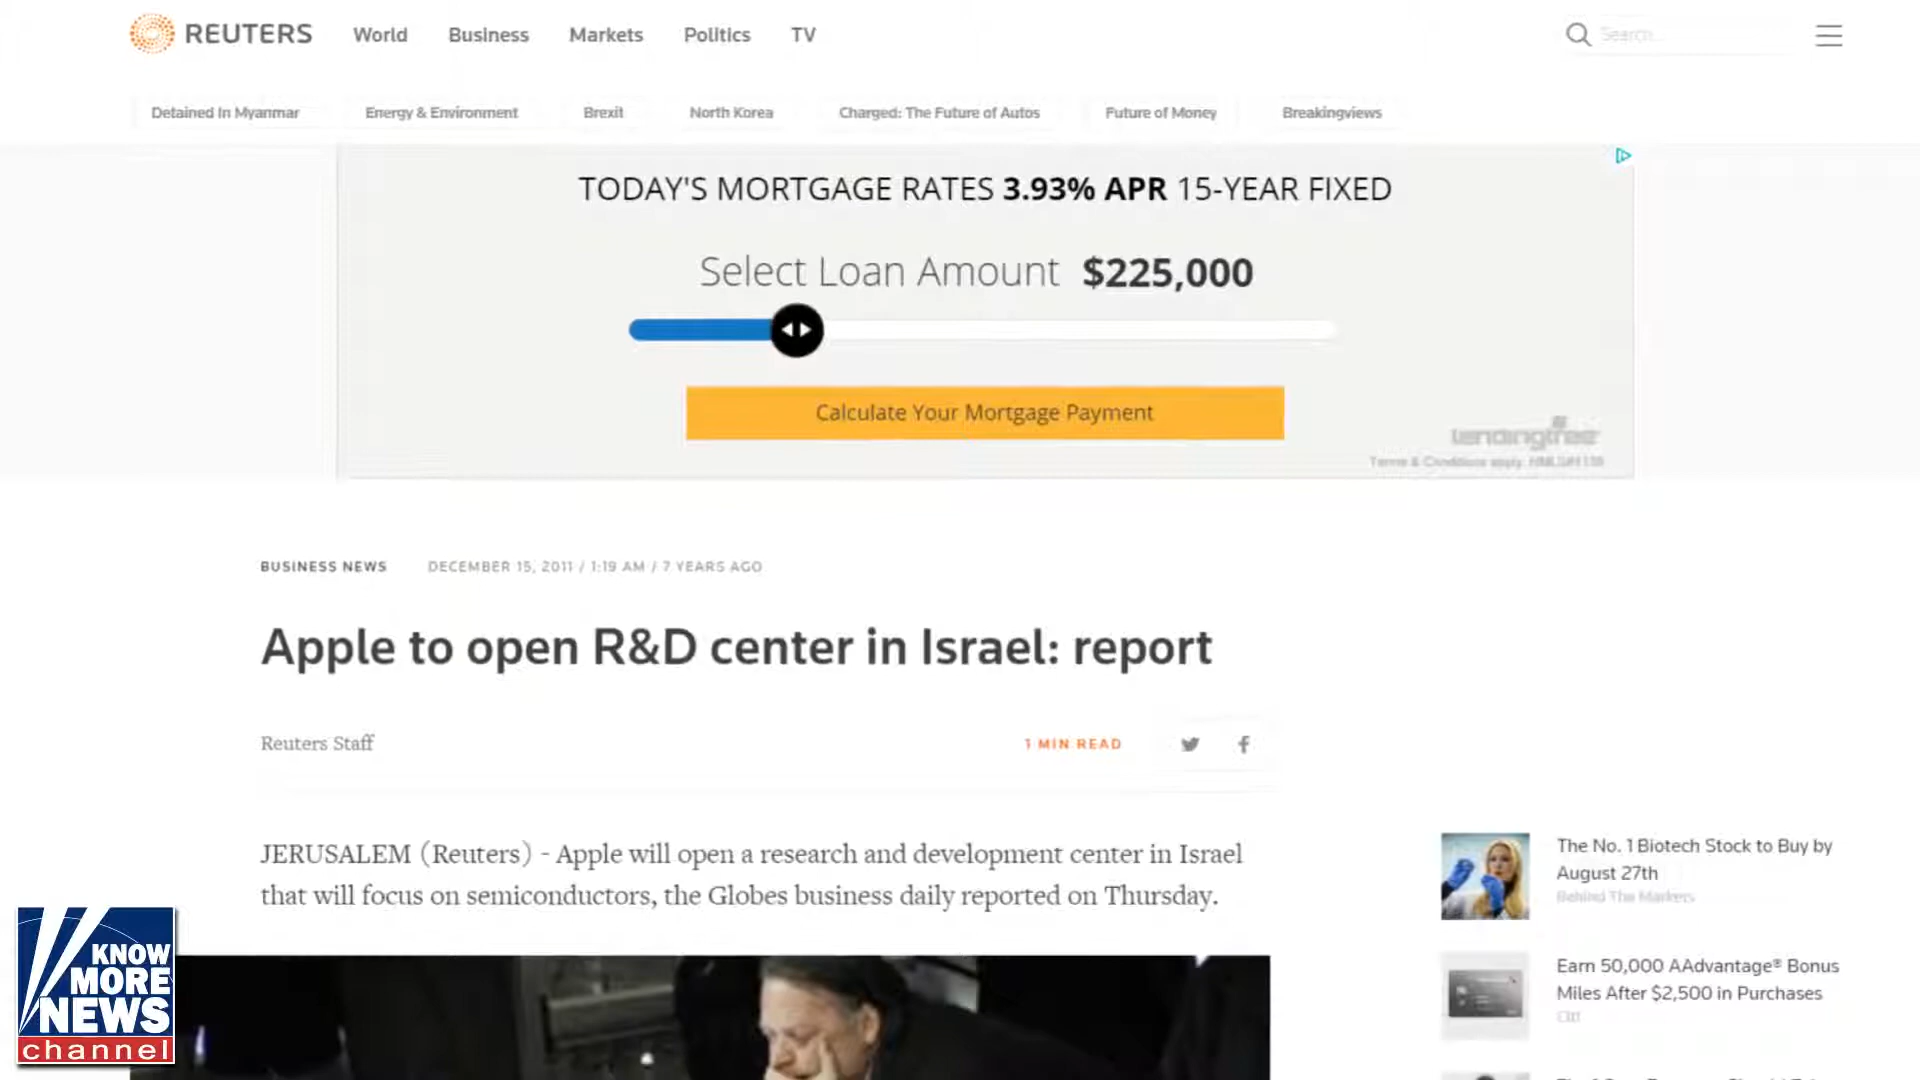 REUTERS World Business Markets Politics TV Search...
Detained In Myanmar Energy & Environment Brexit North Korea Charged: The Future of Autos Future of Money Breakingviews
TODAY'S MORTGAGE RATES 3.93% APR 15-YEAR FIXED
Select Loan Amount $225,000
Calculate Your Mortgage Payment
lendingtree
Terms & Conditions apply.
BUSINESS NEWS DECEMBER 15, 2011 / 1:19 AM / 7 YEARS AGO
Apple to open R&D center in Israel: report
Reuters Staff 1 MIN READ
JERUSALEM (Reuters) - Apple will open a research and development center in Israel
that will focus on semiconductors, the Globes business daily reported on Thursday.
The No. 1 Biotech Stock to Buy by
August 27th
Behind The Markets
Earn 50,000 AAdvantage® Bonus
Miles After $2,500 in Purchases
Citi
KNOW
MORE
NEWS
channel